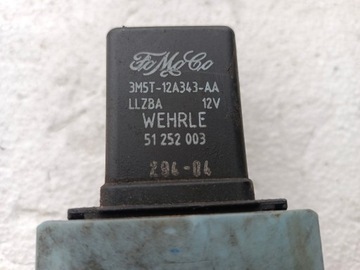 FoMoCo
3M5T-12A343-AA
LLZBA 12V
WEHRLE
51 252 003
294-04